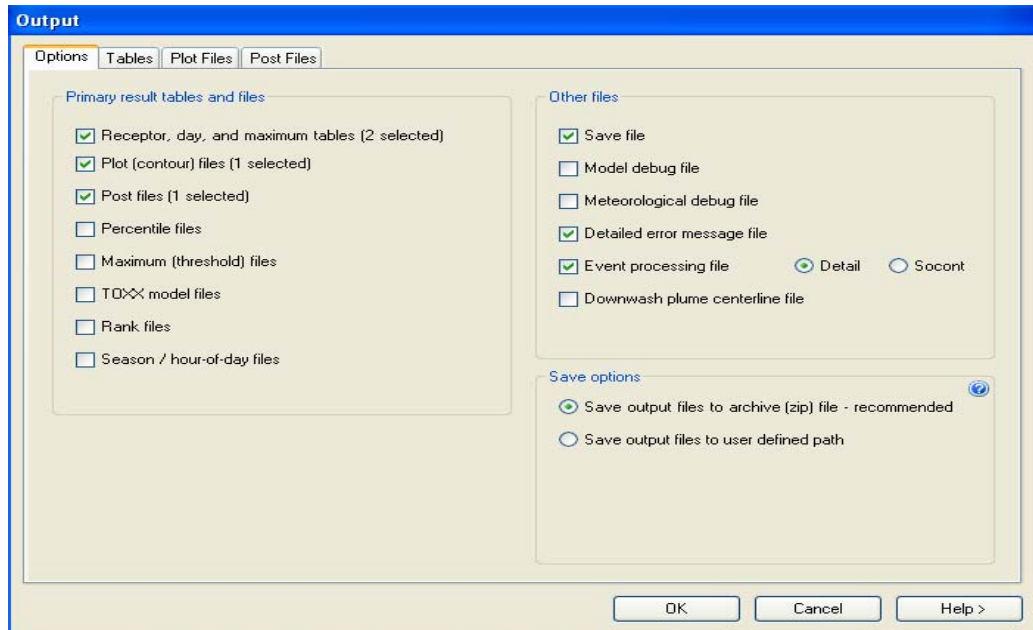 Output
Options
Tables
Plot Files
Post Files
Primary result tables and files
Receptor, day, and maximum tables (2 selected)
Plot (contour) files (1 selected)
Post files (1 selected)
Percentile files
Maximum (threshold) files
TOXX model files
Rank files
Season / hour-of-day files
Other files
Save file
Model debug file
Meteorological debug file
Detailed error message file
Event processing file
Detail
Socont
Downwash plume centerline file
Save options
?
Save output files to archive (zip) file - recommended
Save output files to user defined path
OK
Cancel
Help >